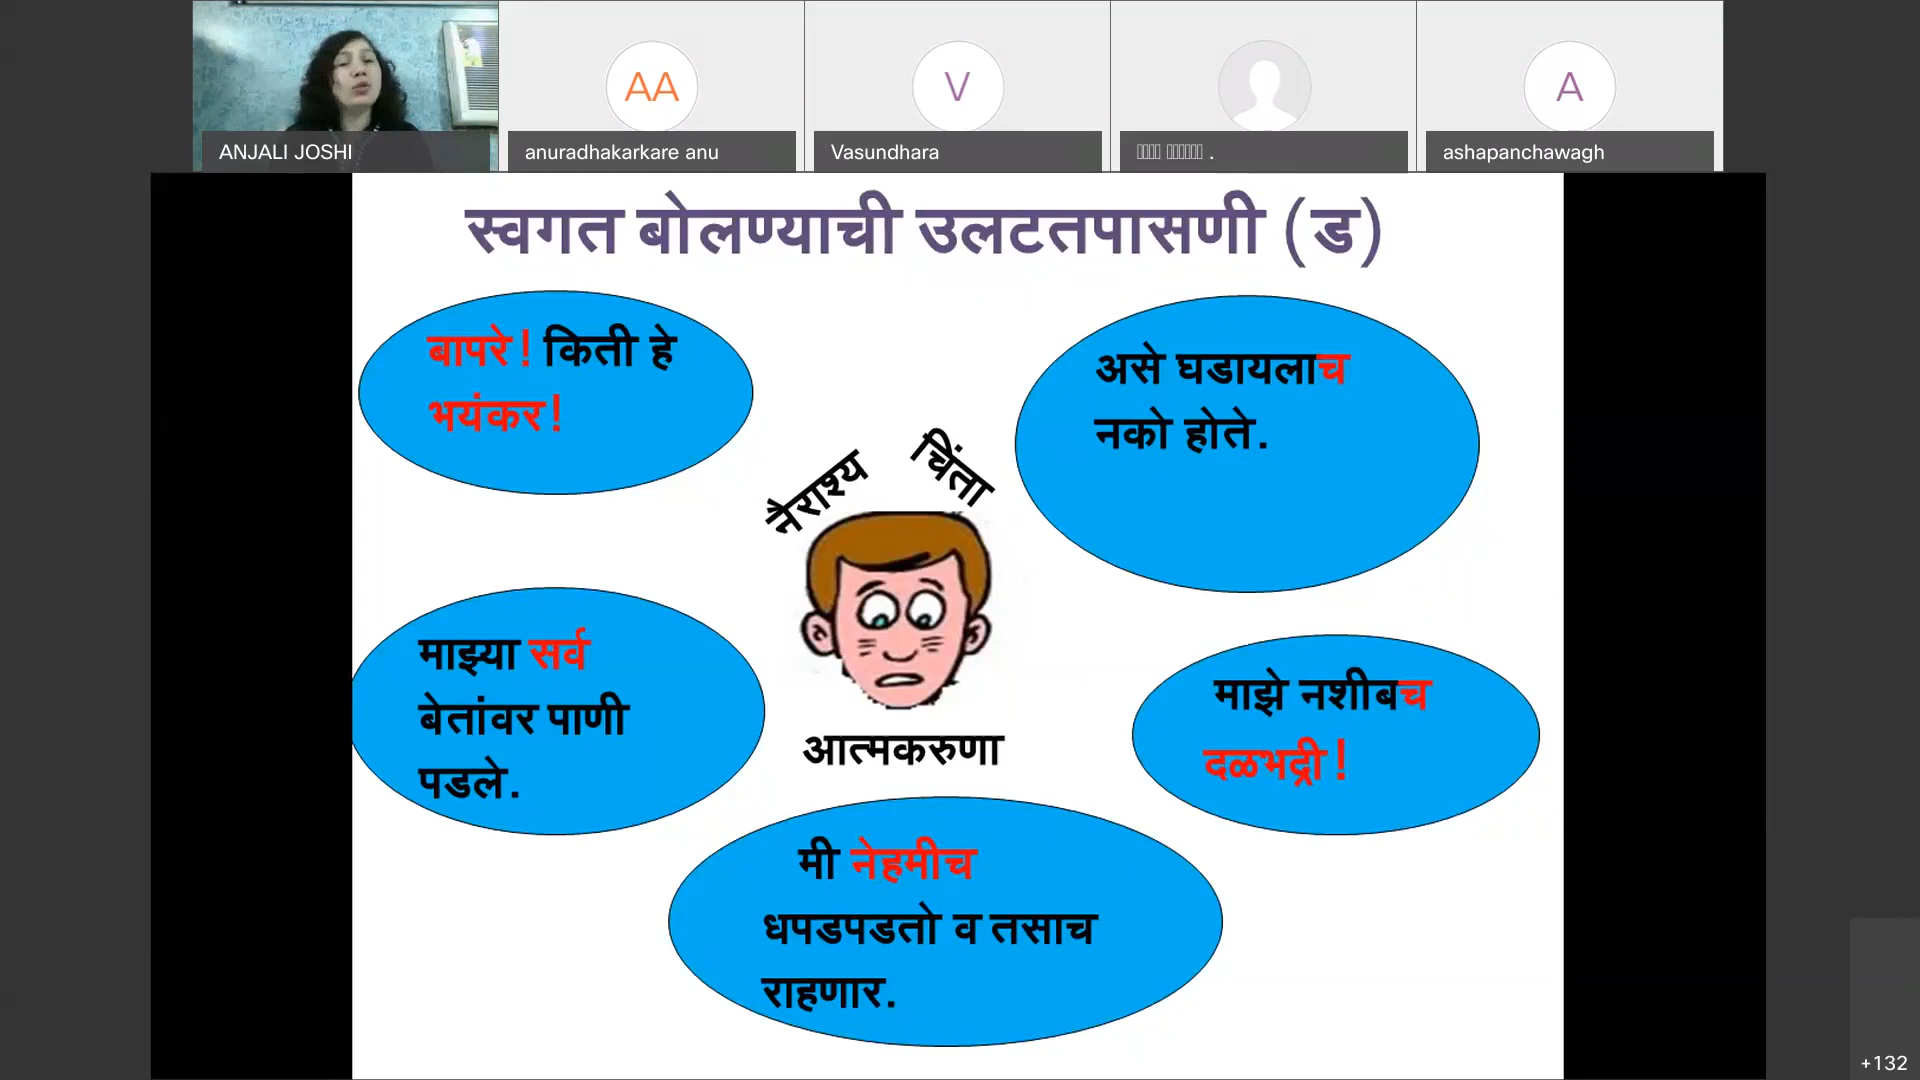 AA
V
A
ANJALI JOSHI
anuradhakarkare anu
Vasundhara
ashapanchawagh
स्वगत बोलण्याची उलटतपासणी (ड)
बापरे! किती हे
भयंकर!
असे घडायलाच
नको होते.
नैराश्य
चिंता
माझ्या सर्व
बेतांवर पाणी
पडले.
माझे नशीबच
दळभद्री!
आत्मकरुणा
मी नेहमीच
धपडपडतो व तसाच
राहणार.
+132